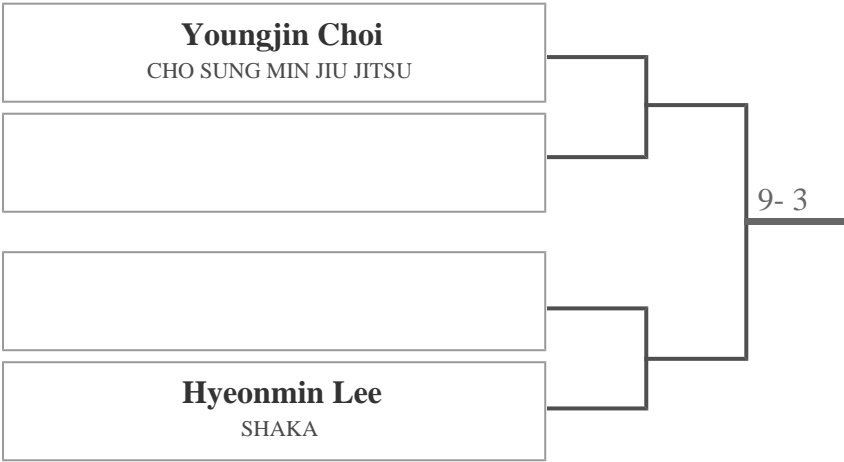 Youngjin Choi
CHO SUNG MIN JIU JITSU
9- 3
Hyeonmin Lee
SHAKA